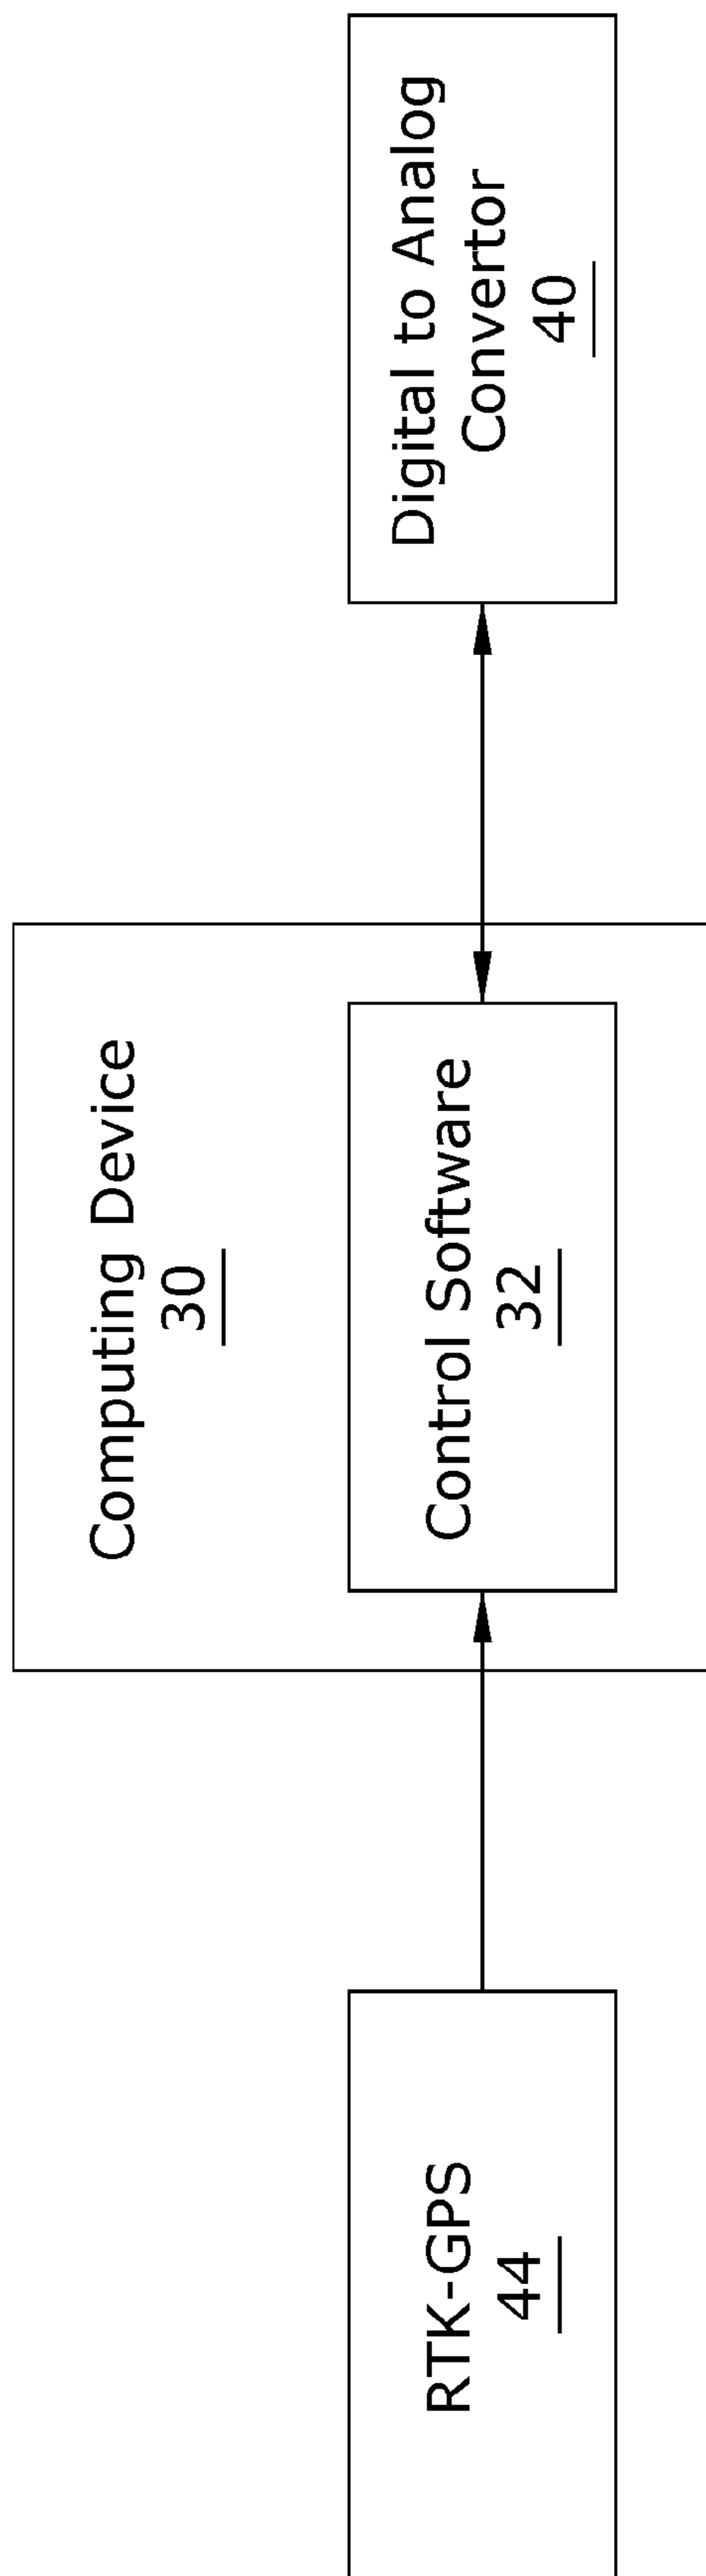 Computing Device
30
RTK-GPS
44
Control Software
32
Digital to Analog
Convertor
40